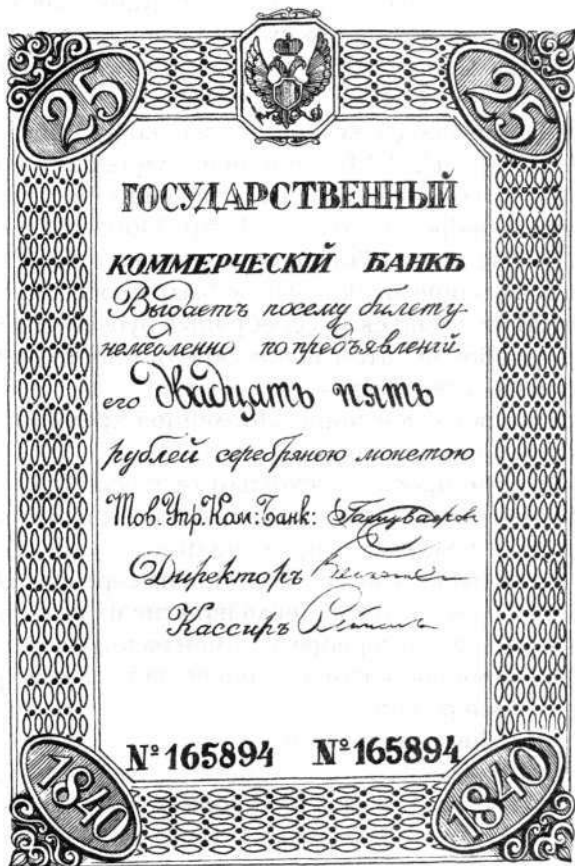 25 25
ГОСУДАРСТВЕННЫЙ
КОММЕРЧЕСКІЙ БАНКЪ
Выдаетъ посему билету
немедленно по предъявленій
его Двадцать пять
рублей серебряною монетою
Тов. Упр. Ком: Банк:
Директоръ
Кассиръ
№ 165894 № 165894
1840 1840